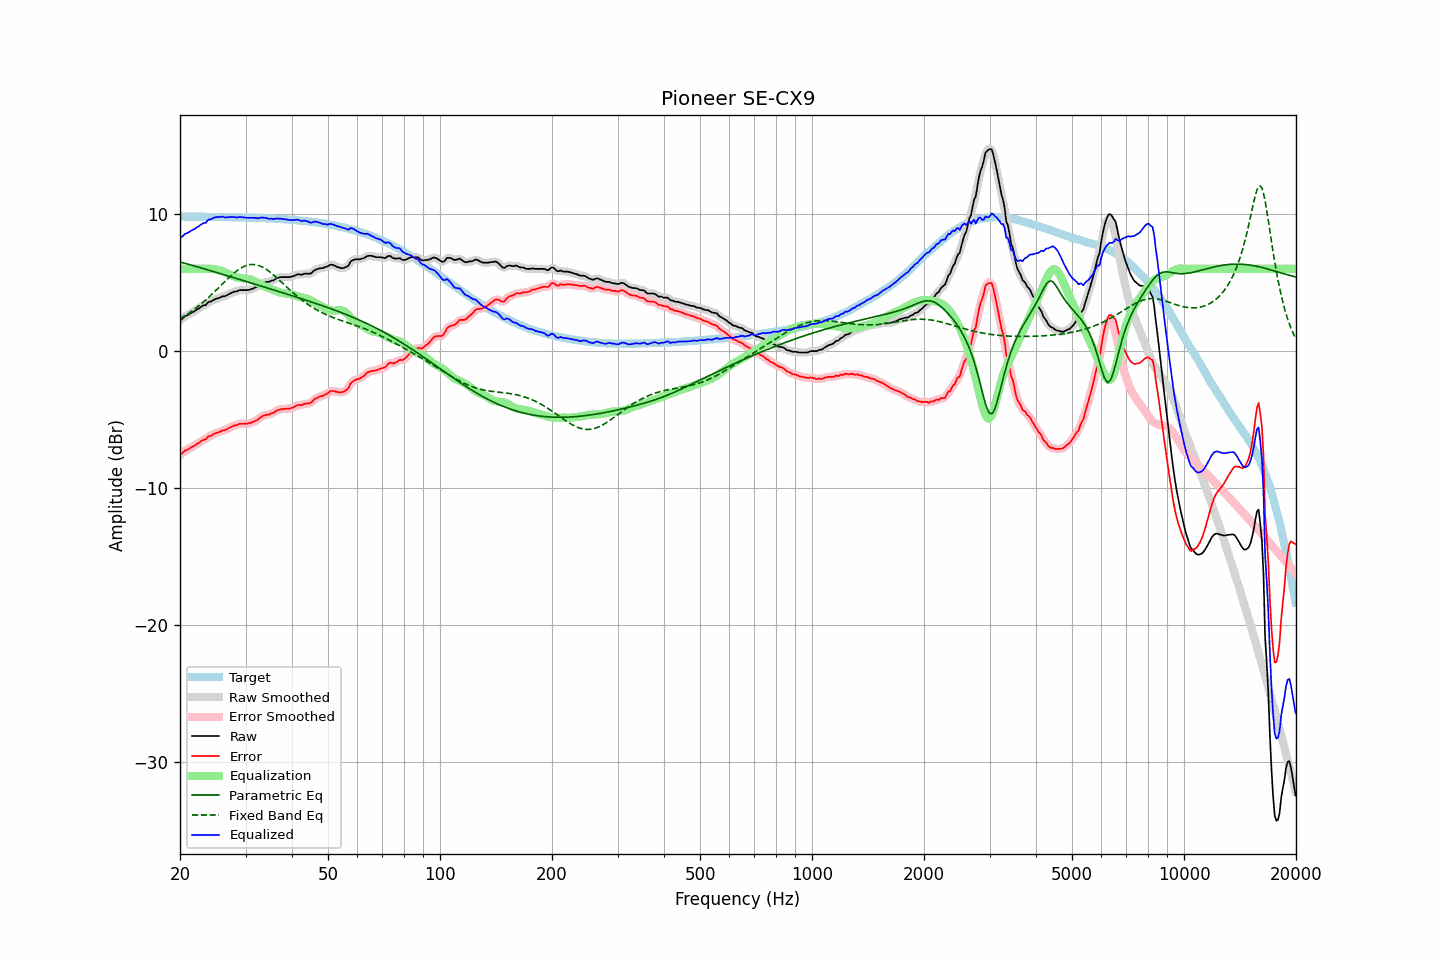 Pioneer SE-CX9
Amplitude (dBr)
10
0
−10
−20
−30
Target
Raw Smoothed
Error Smoothed
Raw
Error
Equalization
Parametric Eq
Fixed Band Eq
Equalized
20 50 100 200 500 1000 2000 5000 10000 20000
Frequency (Hz)